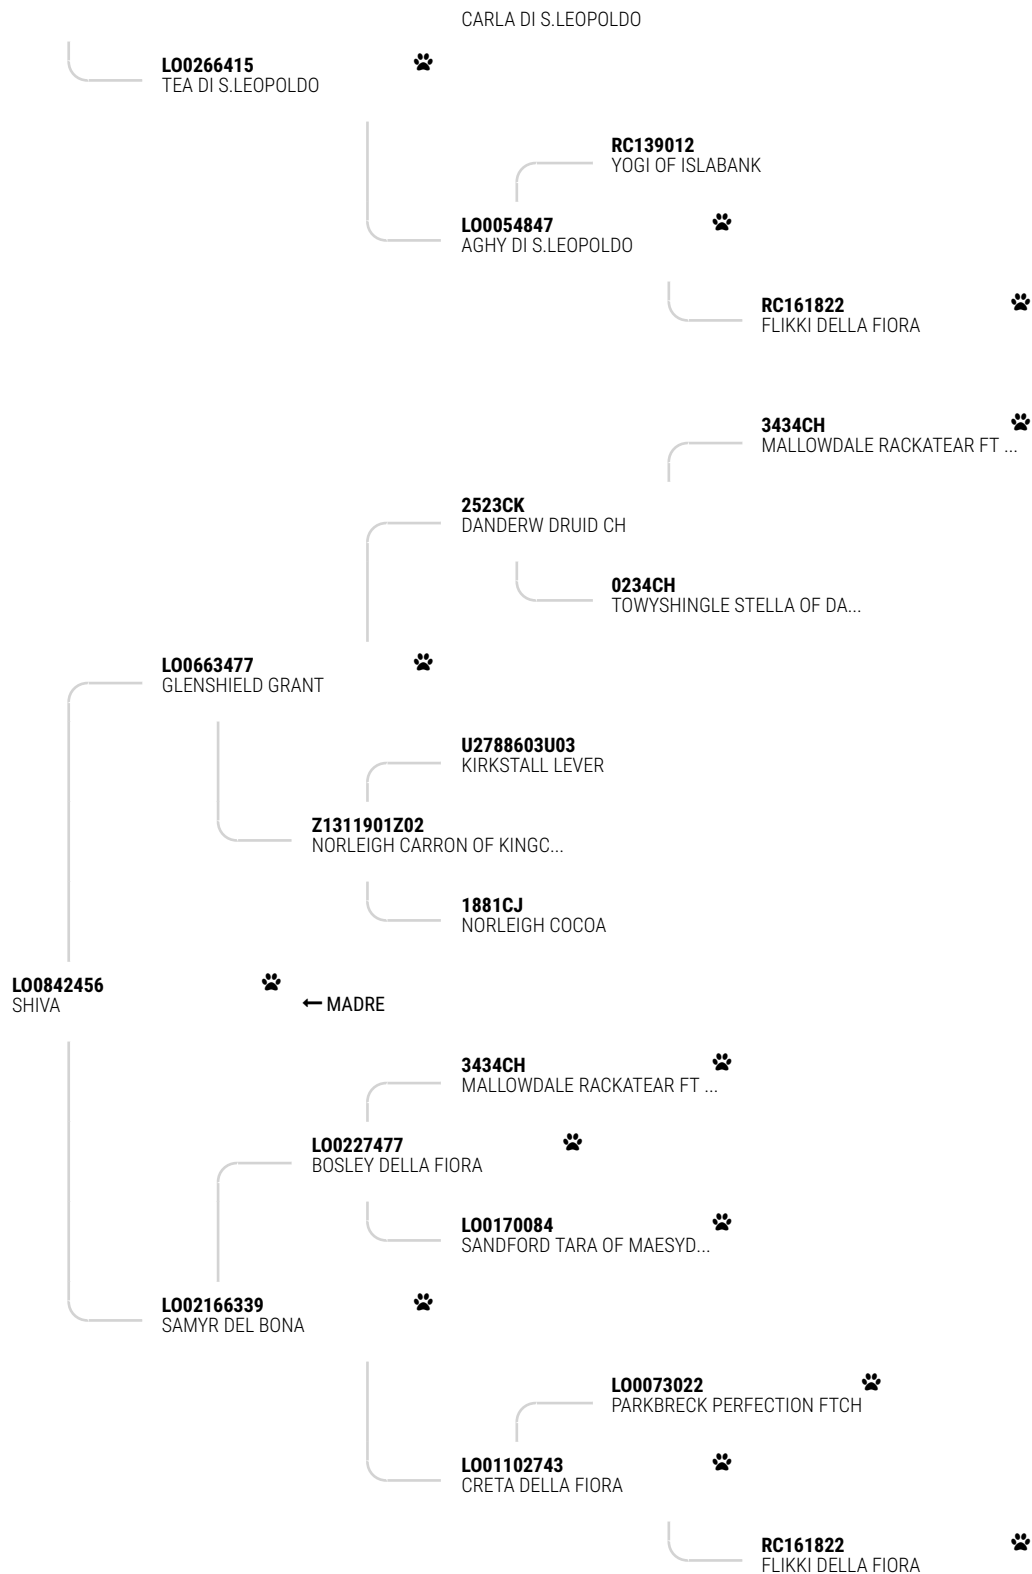 CARLA DI S.LEOPOLDO
LO0266415
TEA DI S.LEOPOLDO
RC139012
YOGI OF ISLABANK
LO0054847
AGHY DI S.LEOPOLDO
RC161822
FLIKKI DELLA FIORA
3434CH
MALLOWDALE RACKATEAR FT ...
2523CK
DANDERW DRUID CH
0234CH
TOWYSHINGLE STELLA OF DA...
LO0663477
GLENSHIELD GRANT
U2788603U03
KIRKSTALL LEVER
Z1311901Z02
NORLEIGH CARRON OF KINGC...
1881CJ
NORLEIGH COCOA
LO0842456
SHIVA
← MADRE
3434CH
MALLOWDALE RACKATEAR FT ...
LO0227477
BOSLEY DELLA FIORA
LO0170084
SANDFORD TARA OF MAESYD...
LO02166339
SAMYR DEL BONA
LO0073022
PARKBRECK PERFECTION FTCH
LO01102743
CRETA DELLA FIORA
RC161822
FLIKKI DELLA FIORA